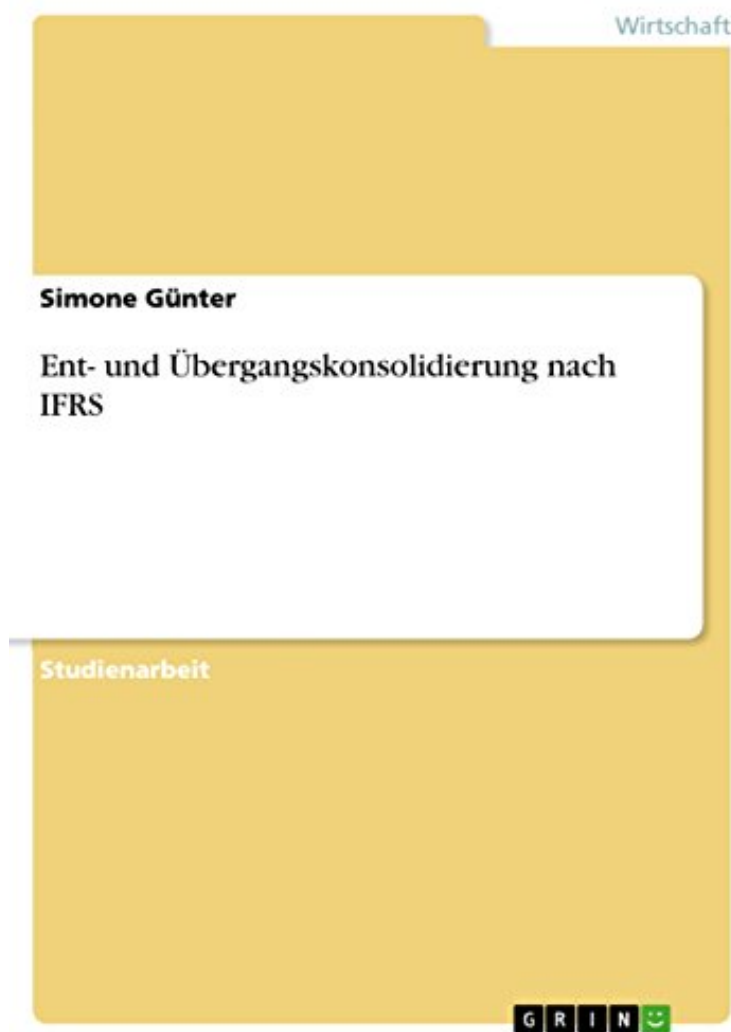 Wirtschaft
Simone Günter
Ent- und Übergangskonsolidierung nach
IFRS
Studienarbeit
GRIN